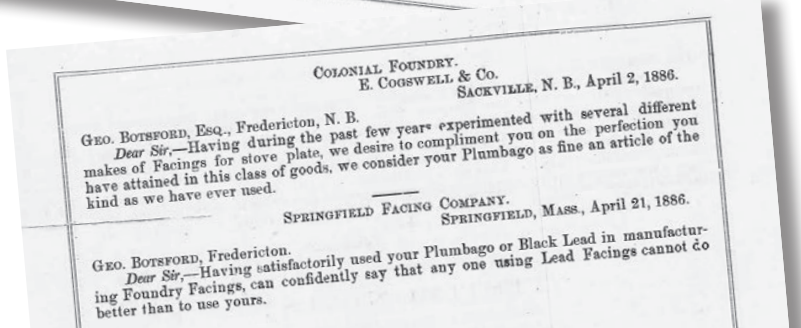 COLONIAL FOUNDRY.
E. COGSWELL & Co.
SACKVILLE, N. B., April 2, 1886.
GEO. BOTSFORD, ESQ., Fredericton, N. B.
Dear Sir,—Having during the past few years experimented with several different
makes of Facings for stove plate, we desire to compliment you on the perfection you
have attained in this class of goods, we consider your Plumbago as fine an article of the
kind as we have ever used.
SPRINGFIELD FACING COMPANY.
SPRINGFIELD, MASS., April 21, 1886.
GEO. BOTSFORD, Fredericton.
Dear Sir,—Having satisfactorily used your Plumbago or Black Lead in manufactur-
ing Foundry Facings, can confidently say that any one using Lead Facings cannot do
better than to use yours.